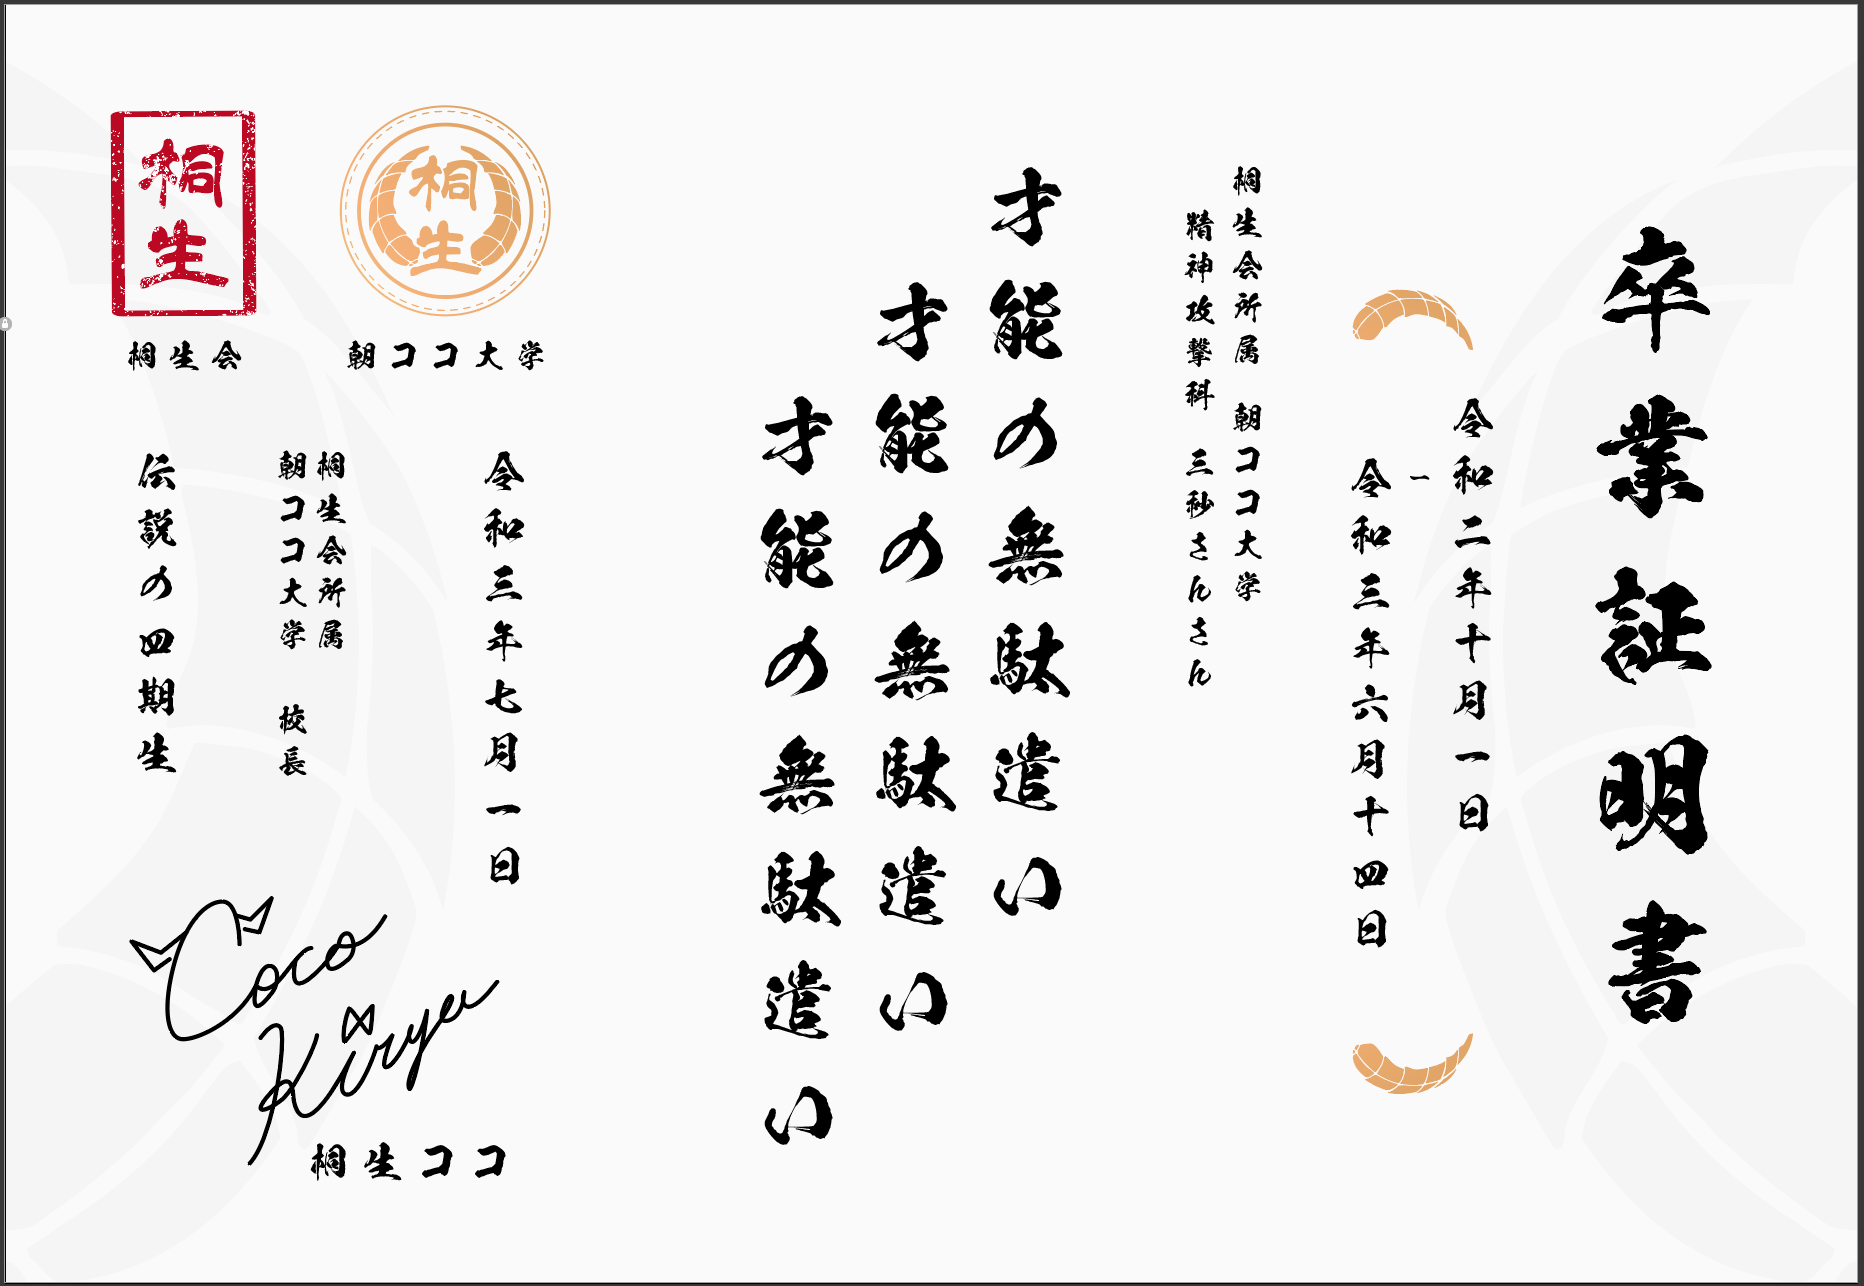 卒業証明書
令和二年十月一日
ー
令和三年六月十四日
桐生会所属 朝ココ大学
精神攻撃科 三秒さんさん
才能の無駄遣い
才能の無駄遣い
才能の無駄遣い
桐生
朝ココ大学
桐生
桐生会
令和三年七月一日
桐生会所属
朝ココ大学 校長
伝説の四期生
Coco
Kiryu
桐生ココ